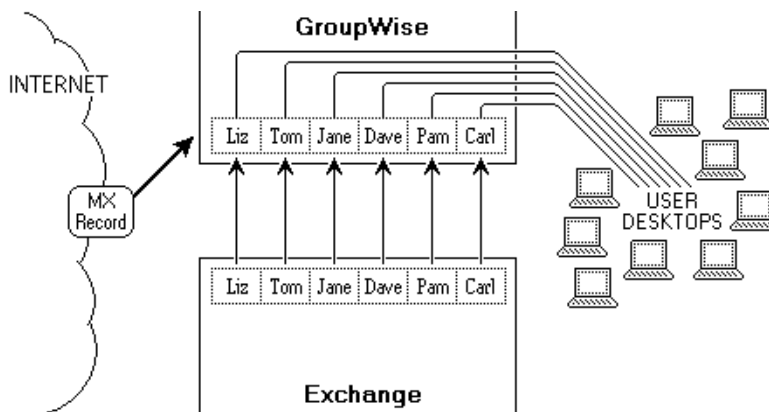 GroupWise
INTERNET
Liz Tom Jane Dave Pam Carl
MX
Record
USER
DESKTOPS
Liz Tom Jane Dave Pam Carl
Exchange